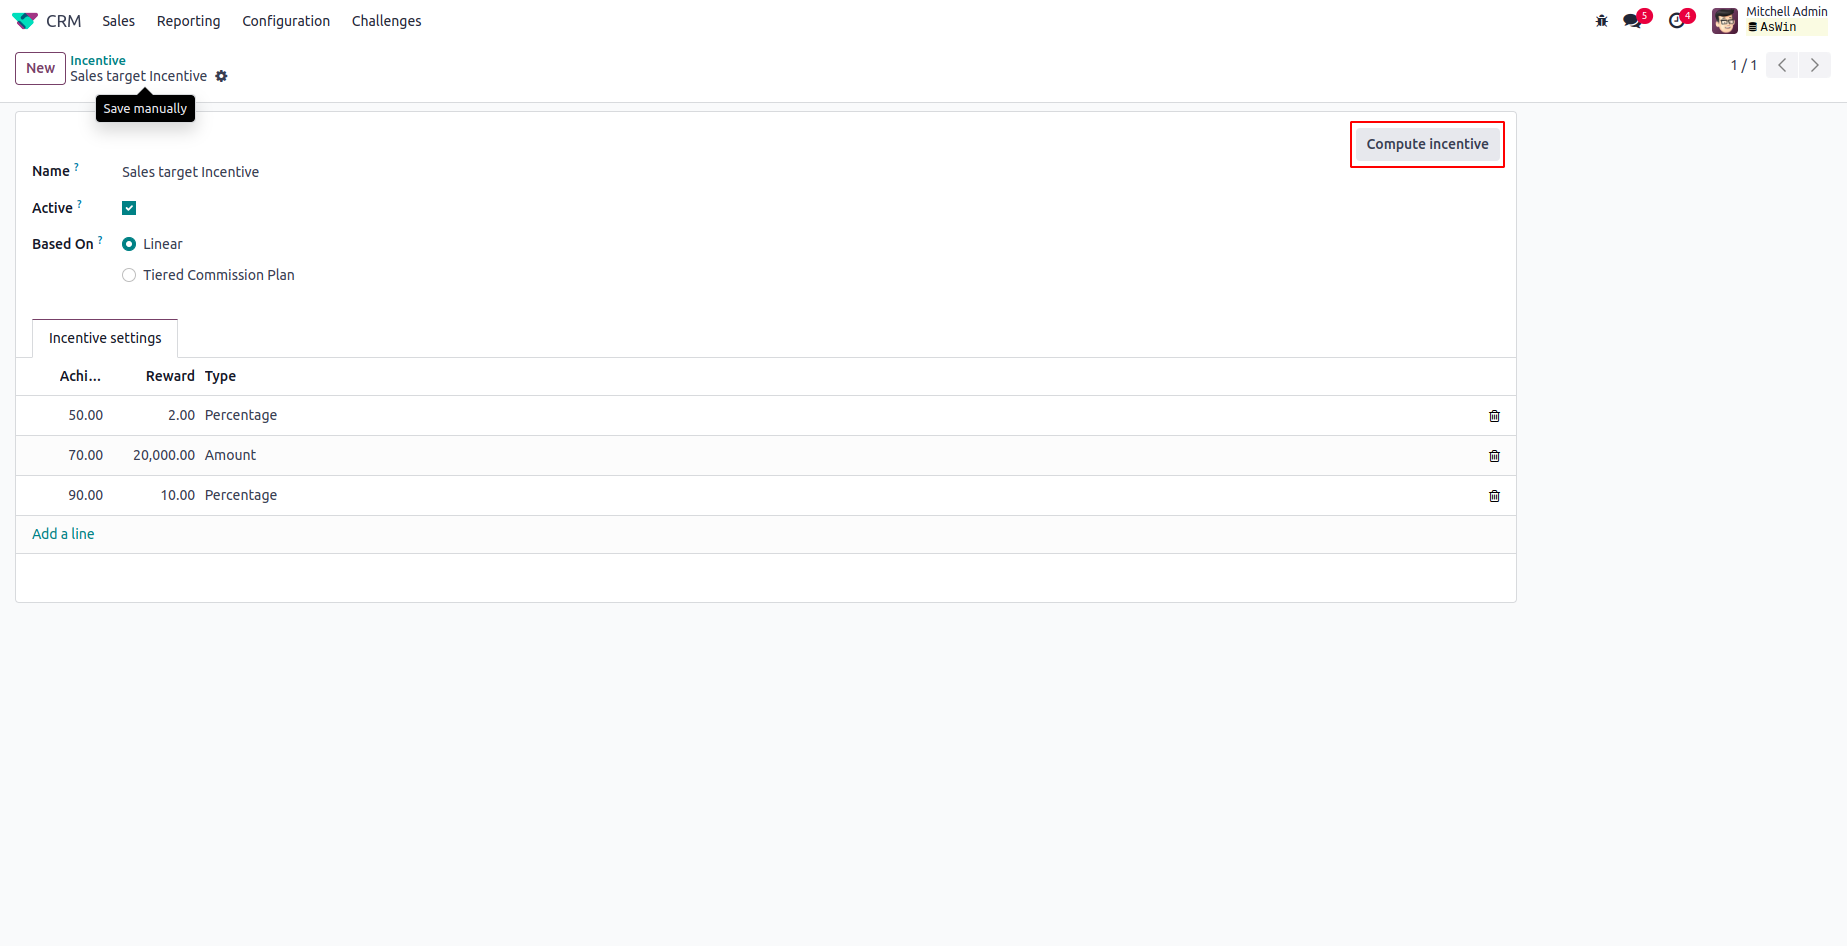 CRM Sales Reporting Configuration Challenges 5 4 Mitchell Admin
AsWin
New Incentive
Sales target Incentive 1 / 1
Save manually
Compute incentive
Name ? Sales target Incentive
Active ?
Based On ? Linear
Tiered Commission Plan
Incentive settings
Achi... Reward Type
50.00 2.00 Percentage
70.00 20,000.00 Amount
90.00 10.00 Percentage
Add a line